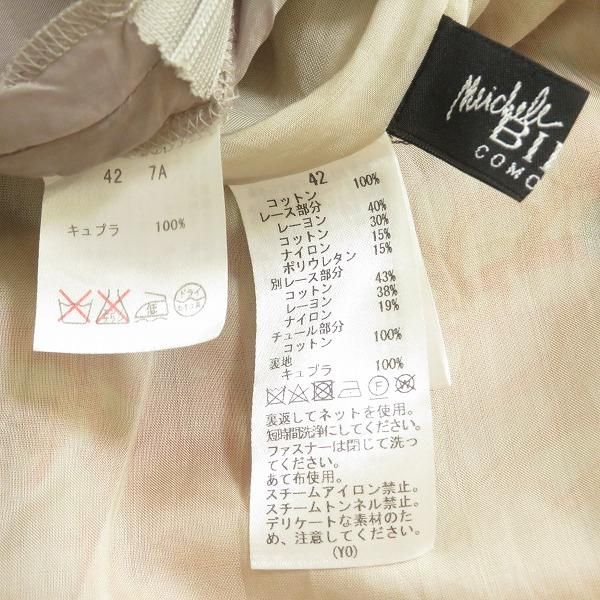 42 7A
キュプラ 100%
ドライ
42
コットン 100%
レース部分
レーヨン 40%
コットン 30%
ナイロン 15%
ポリウレタン 15%
別レース部分
コットン 43%
レーヨン 38%
ナイロン 19%
チュール部分
コットン 100%
裏地
キュプラ 100%
裏返してネットを使用。
短時間洗浄にしてください。
ファスナーは閉じて洗っ
てください。
あて布使用。
スチームアイロン禁止。
スチームトンネル禁止。
デリケートな素材のた
め、注意してください。
(YO)
Michele
COMO